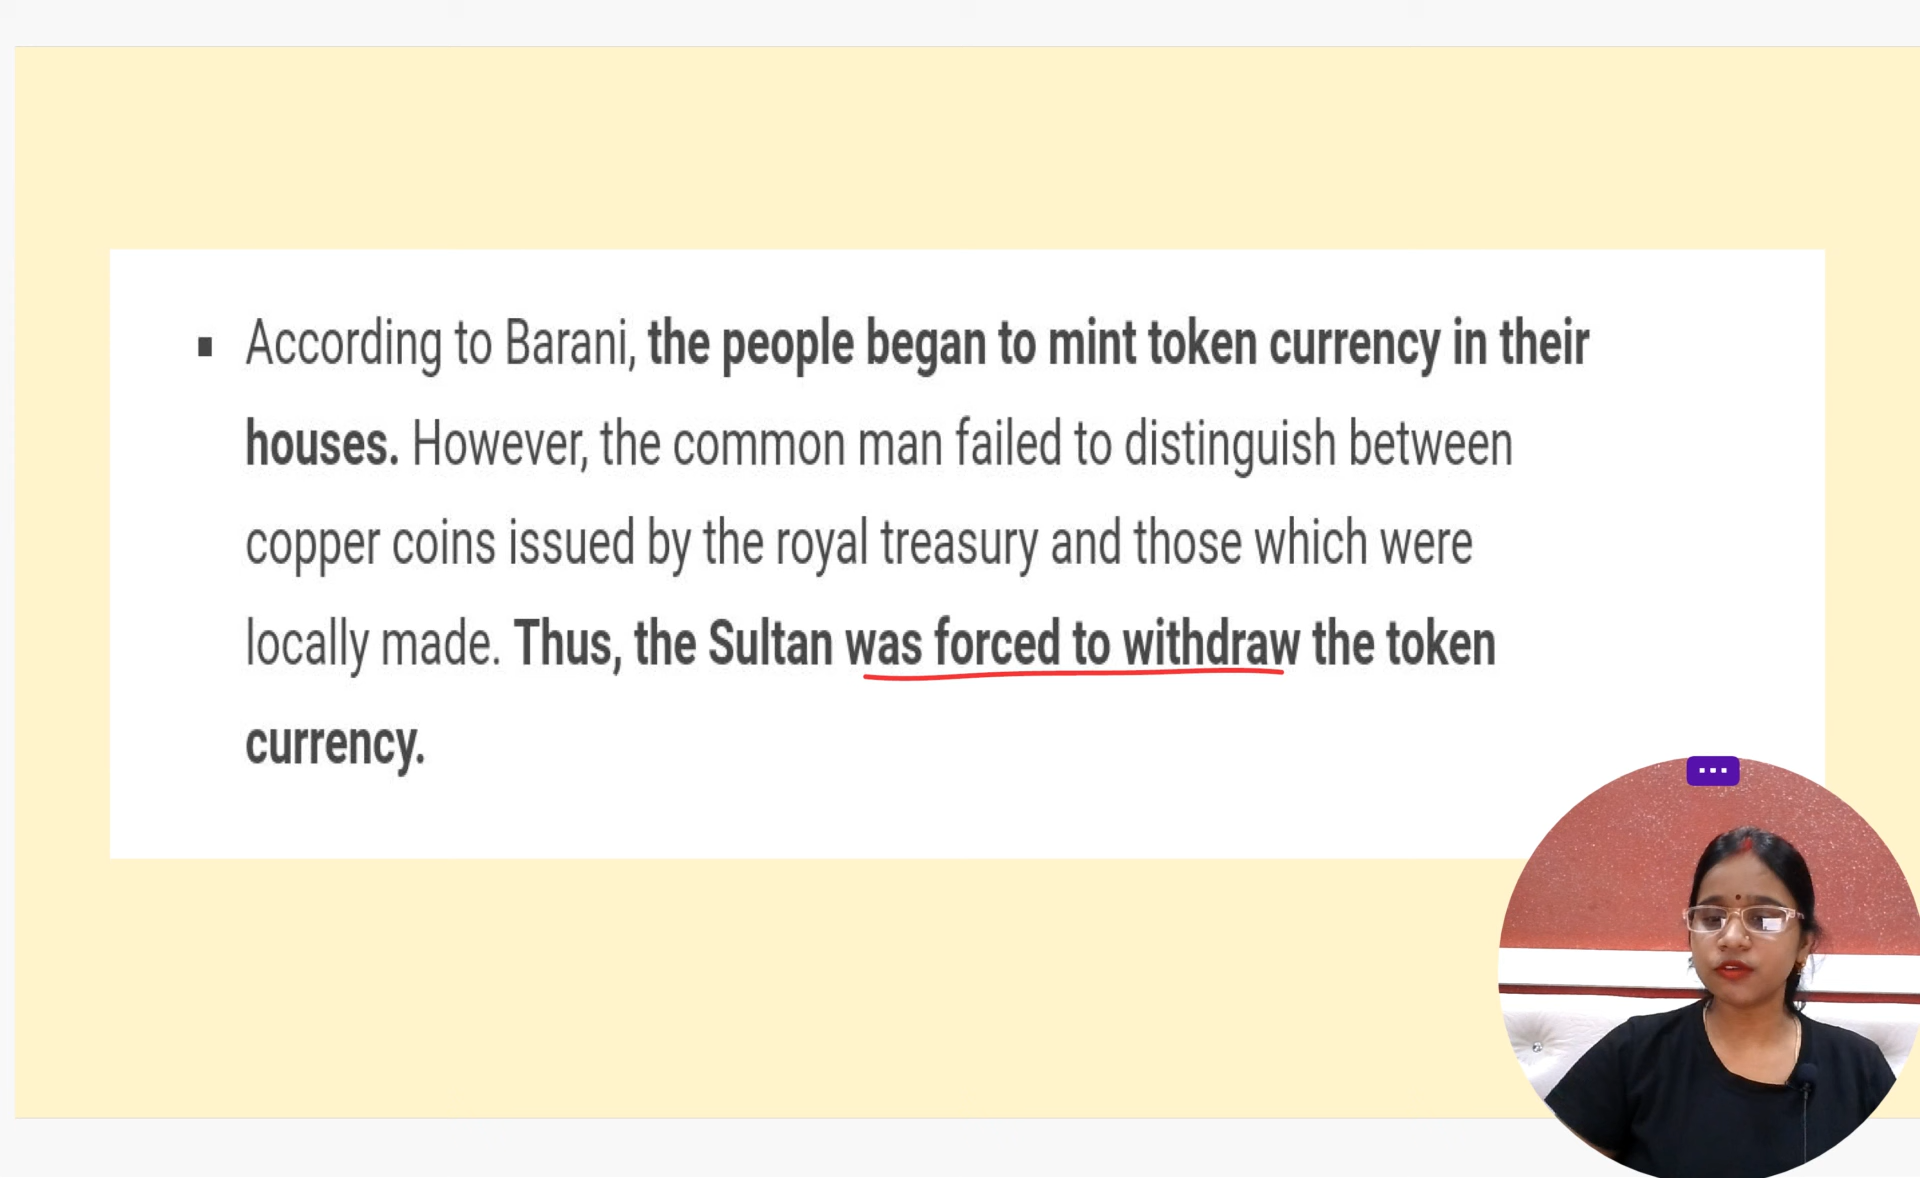 ▪ According to Barani, the people began to mint token currency in their
houses. However, the common man failed to distinguish between
copper coins issued by the royal treasury and those which were
locally made. Thus, the Sultan was forced to withdraw the token
currency.